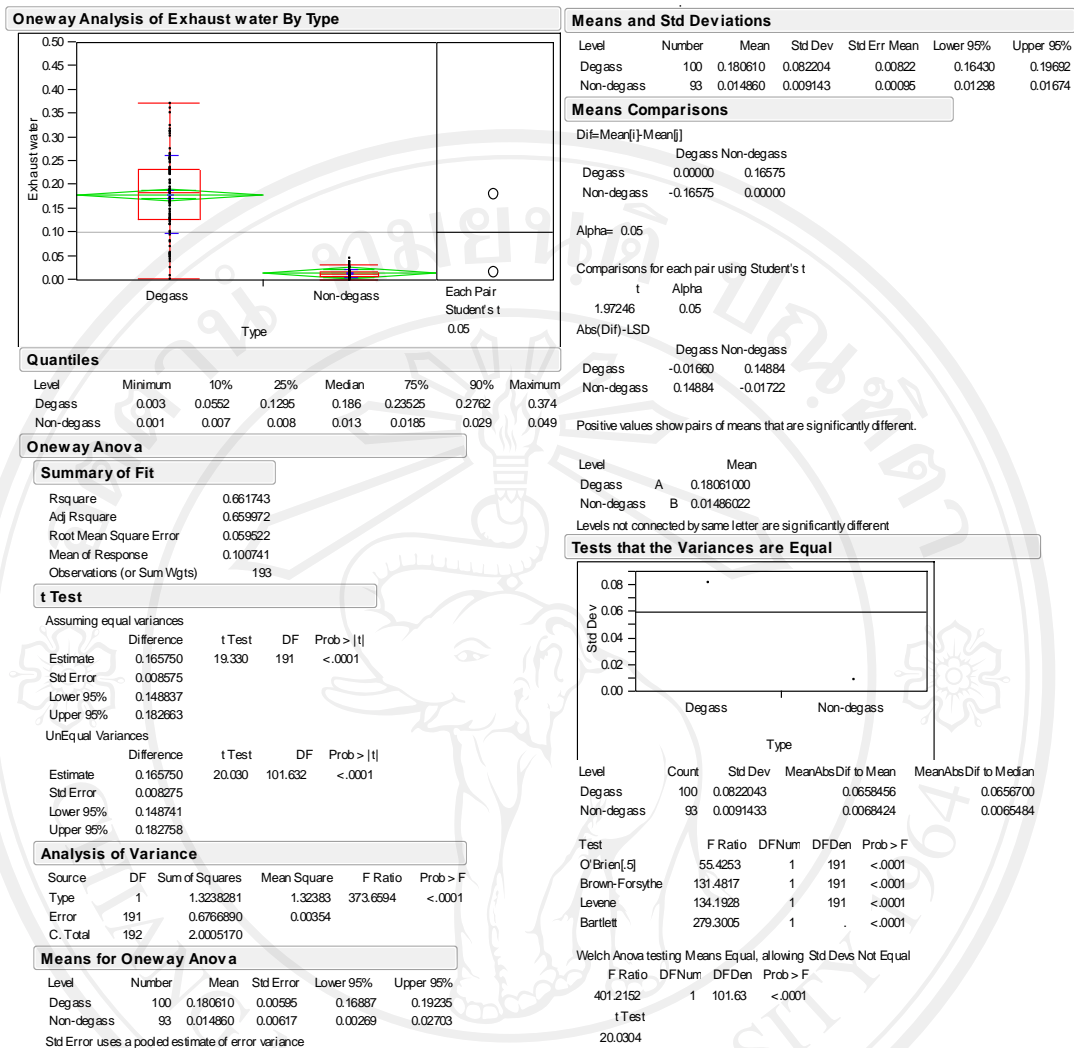 Oneway Analysis of Exhaust water By Type
Exhaust water
0.50
0.45
0.40
0.35
0.30
0.25
0.20
0.15
0.10
0.05
0.00
Degass Non-degass
Type
Each Pair
Student's t
0.05
Quantiles
Level Minimum 10% 25% Median 75% 90% Maximum
Degass 0.003 0.0552 0.1295 0.186 0.23525 0.2762 0.374
Non-degass 0.001 0.007 0.008 0.013 0.0185 0.029 0.049
Oneway Anova
Summary of Fit
Rsquare 0.661743
Adj Rsquare 0.659972
Root Mean Square Error 0.059522
Mean of Response 0.100741
Observations (or Sum Wgts) 193
t Test
Assuming equal variances
Difference t Test DF Prob > |t|
Estimate 0.165750 19.330 191 <.0001
Std Error 0.008575
Lower 95% 0.148837
Upper 95% 0.182663
UnEqual Variances
Difference t Test DF Prob > |t|
Estimate 0.165750 20.030 101.632 <.0001
Std Error 0.008275
Lower 95% 0.148741
Upper 95% 0.182758
Analysis of Variance
Source DF Sum of Squares Mean Square F Ratio Prob > F
Type 1 1.3238281 1.32383 373.6594 <.0001
Error 191 0.6766890 0.00354
C. Total 192 2.0005170
Means for Oneway Anova
Level Number Mean Std Error Lower 95% Upper 95%
Degass 100 0.180610 0.00595 0.16887 0.19235
Non-degass 93 0.014860 0.00617 0.00269 0.02703
Std Error uses a pooled estimate of error variance
Means and Std Deviations
Level Number Mean Std Dev Std Err Mean Lower 95% Upper 95%
Degass 100 0.180610 0.082204 0.00822 0.16430 0.19692
Non-degass 93 0.014860 0.009143 0.00095 0.01298 0.01674
Means Comparisons
Dif=Mean[i]-Mean[j]
Degass Non-degass
Degass 0.00000 0.16575
Non-degass -0.16575 0.00000
Alpha= 0.05
Comparisons for each pair using Student's t
t Alpha
1.97246 0.05
Abs(Dif)-LSD
Degass Non-degass
Degass -0.01660 0.14884
Non-degass 0.14884 -0.01722
Positive values show pairs of means that are significantly different.
Level Mean
Degass A 0.18061000
Non-degass B 0.01486022
Levels not connected by same letter are significantly different
Tests that the Variances are Equal
Std Dev
0.08
0.06
0.04
0.02
0.00
Degass Non-degass
Type
Level Count Std Dev MeanAbsDif to Mean MeanAbsDif to Median
Degass 100 0.0822043 0.0658456 0.0656700
Non-degass 93 0.0091433 0.0068424 0.0065484
Test F Ratio DFNum DFDen Prob > F
O'Brien[.5] 55.4253 1 191 <.0001
Brown-Forsythe 131.4817 1 191 <.0001
Levene 134.1928 1 191 <.0001
Bartlett 279.3005 1 . <.0001
Welch Anova testing Means Equal, allowing Std Devs Not Equal
F Ratio DFNum DFDen Prob > F
401.2152 1 101.63 <.0001
t Test
20.0304